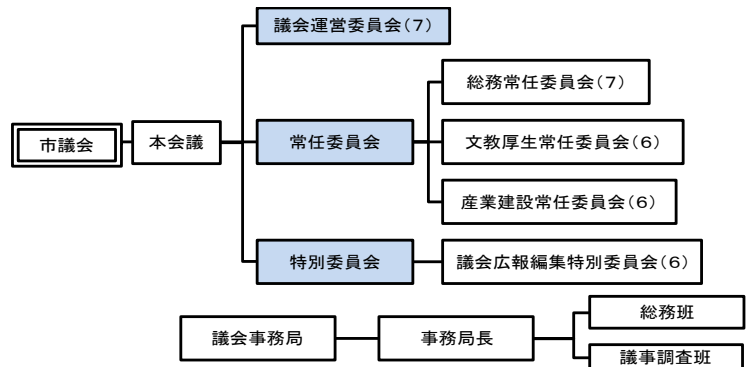 議会運営委員会(7)
総務常任委員会(7)
市議会
本会議
常任委員会
文教厚生常任委員会(6)
産業建設常任委員会(6)
特別委員会
議会広報編集特別委員会(6)
総務班
議会事務局
事務局長
議事調査班